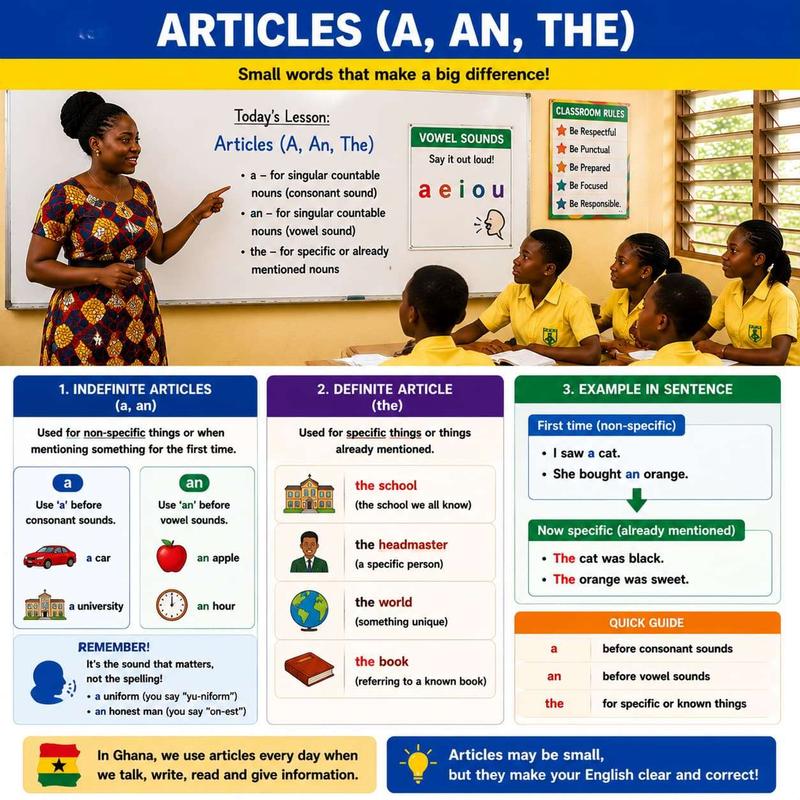 ARTICLES (A, AN, THE)
Small words that make a big difference!
Today's Lesson:
Articles (A, An, The)
• a – for singular countable
nouns (consonant sound)
• an – for singular countable
nouns (vowel sound)
• the – for specific or already
mentioned nouns
VOWEL SOUNDS
Say it out loud!
a e i o u
CLASSROOM RULES
Be Respectful
Be Punctual
Be Prepared
Be Focused
Be Responsible.
1. INDEFINITE ARTICLES
(a, an)
Used for non-specific things or when
mentioning something for the first time.
a
Use 'a' before
consonant sounds.
a car
a university
an
Use 'an' before
vowel sounds.
an apple
an hour
REMEMBER!
It's the sound that matters,
not the spelling!
• a uniform (you say "yu-niform")
• an honest man (you say "on-est")
2. DEFINITE ARTICLE
(the)
Used for specific things or things
already mentioned.
the school
(the school we all know)
the headmaster
(a specific person)
the world
(something unique)
the book
(referring to a known book)
3. EXAMPLE IN SENTENCE
First time (non-specific)
• I saw a cat.
• She bought an orange.
Now specific (already mentioned)
• The cat was black.
• The orange was sweet.
QUICK GUIDE
a before consonant sounds
an before vowel sounds
the for specific or known things
In Ghana, we use articles every day when
we talk, write, read and give information.
Articles may be small,
but they make your English clear and correct!